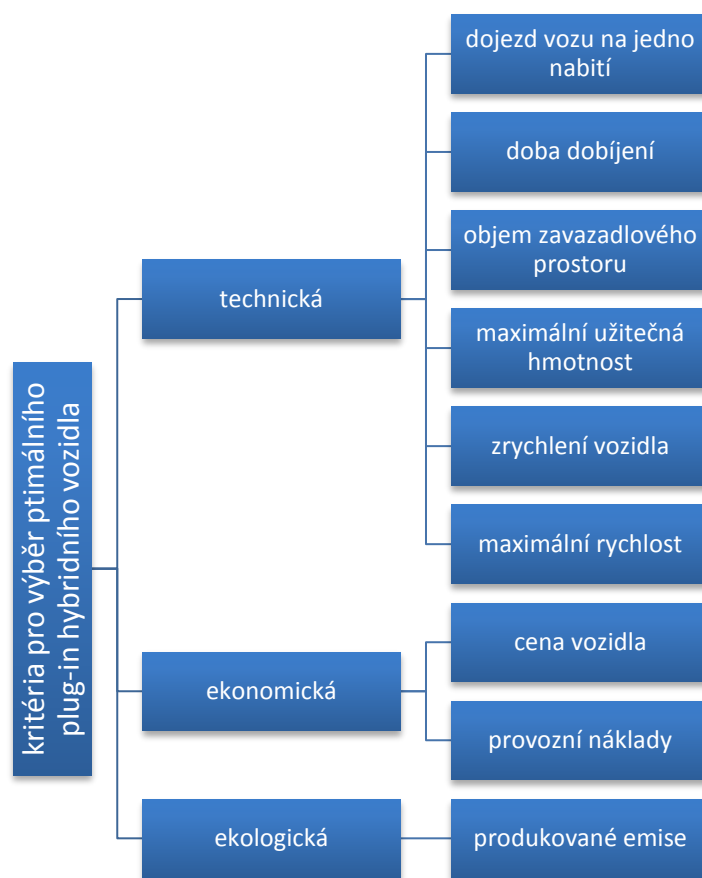 kritéria pro výběr ptimálního
plug-in hybridního vozidla
technická
dojezd vozu na jedno
nabití
doba dobíjení
objem zavazadlového
prostoru
maximální užitečná
hmotnost
zrychlení vozidla
maximální rychlost
ekonomická
cena vozidla
provozní náklady
ekologická
produkované emise